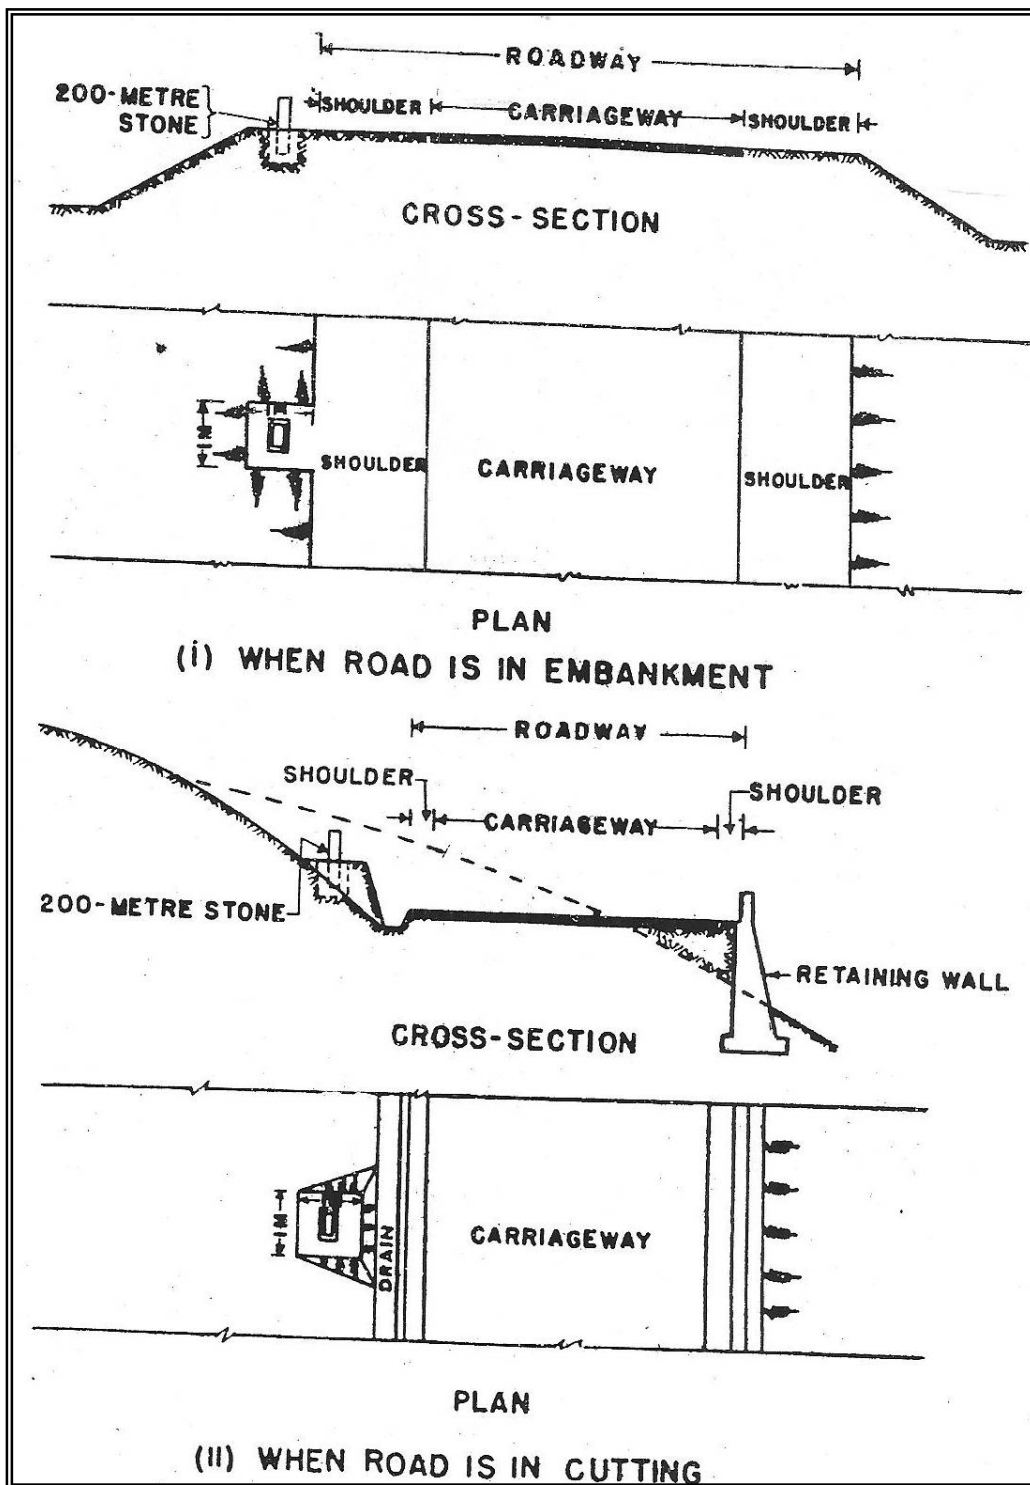 ROADWAY
200-METRE
STONE
SHOULDER
CARRIAGEWAY
SHOULDER
CROSS-SECTION
1M
SHOULDER
CARRIAGEWAY
SHOULDER
PLAN
(i) WHEN ROAD IS IN EMBANKMENT
ROADWAY
SHOULDER
SHOULDER
CARRIAGEWAY
200-METRE STONE
RETAINING WALL
CROSS-SECTION
1M
DRAIN
CARRIAGEWAY
PLAN
(II) WHEN ROAD IS IN CUTTING